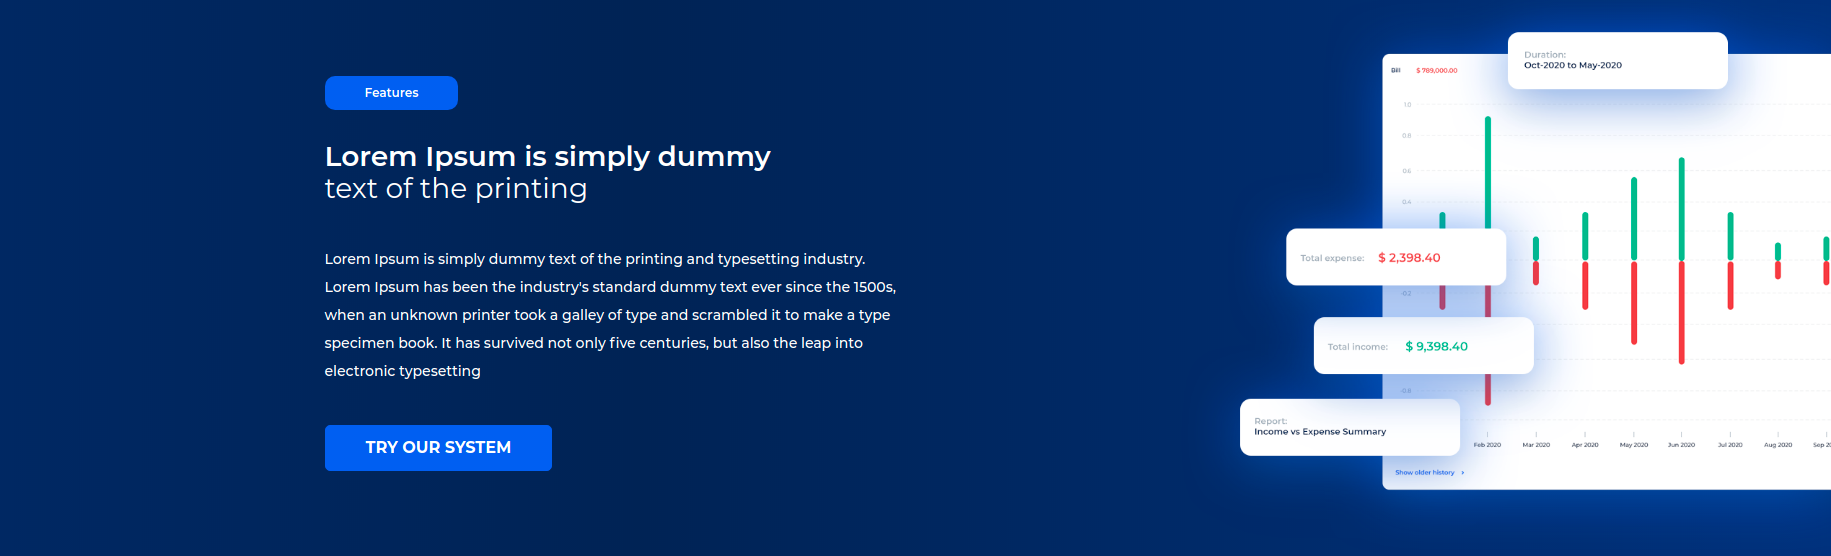 Features
Lorem Ipsum is simply dummy
text of the printing
Lorem Ipsum is simply dummy text of the printing and typesetting industry.
Lorem Ipsum has been the industry's standard dummy text ever since the 1500s,
when an unknown printer took a galley of type and scrambled it to make a type
specimen book. It has survived not only five centuries, but also the leap into
electronic typesetting
TRY OUR SYSTEM
Duration:
Oct-2020 to May-2020
Bill $ 789,000.00
1.0
0.8
0.6
0.4
Total expense: $ 2,398.40
-0.2
Total income: $ 9,398.40
-0.8
Report:
Income vs Expense Summary
Feb 2020 Mar 2020 Apr 2020 May 2020 Jun 2020 Jul 2020 Aug 2020 Sep
Show older history >